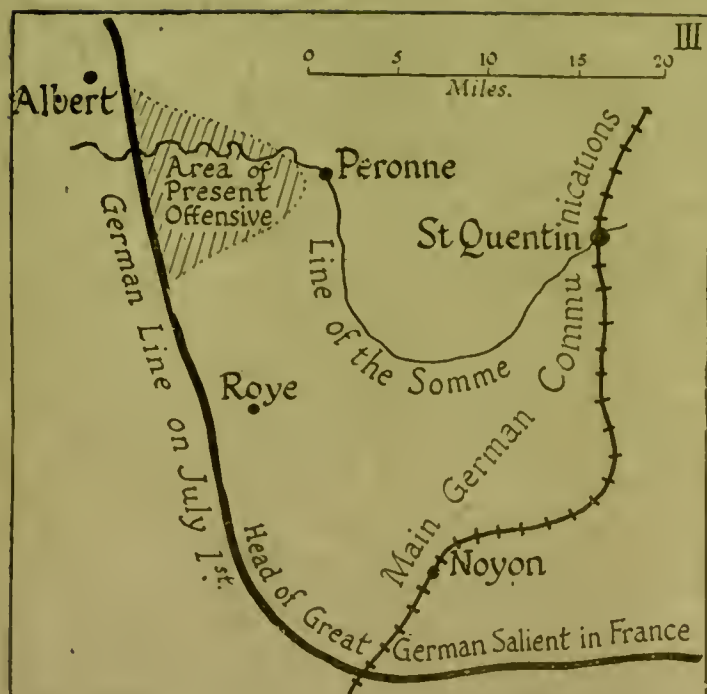 III
0 5 10 15 20
Miles.
Albert
Area of
Present
Offensive
Peronne
St Quentin
German Line on July 1st.
Line of the Somme
Main German Communications
Roye
Noyon
Head of Great German Salient in France